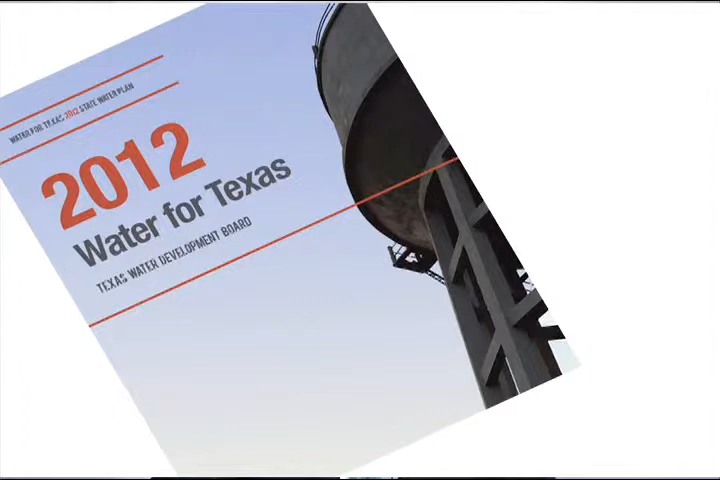 WATER FOR TEXAS 2012 STATE WATER PLAN
2012
Water for Texas
TEXAS WATER DEVELOPMENT BOARD